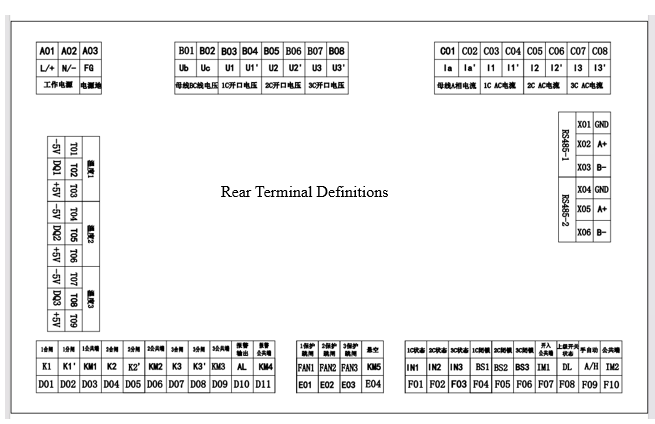 A01 A02 A03
L/+ N/- FG
工作电源 电源地
B01 B02 B03 B04 B05 B06 B07 B08
Ub Uc U1 U1' U2 U2' U3 U3'
母线BC线电压 1C开口电压 2C开口电压 3C开口电压
C01 C02 C03 C04 C05 C06 C07 C08
Ia Ia' I1 I1' I2 I2' I3 I3'
母线A相电流 1C AC电流 2C AC电流 3C AC电流
-5V T01
DQ1 T02 温度1
+5V T03
-5V T04
DQ2 T05 温度2
+5V T06
-5V T07
DQ3 T08 温度3
+5V T09
Rear Terminal Definitions
RS485-1
X01 GND
X02 A+
X03 B-
RS485-2
X04 GND
X05 A+
X06 B-
1合闸 1分闸 1公共端 2合闸 2分闸 2公共端 3合闸 3分闸 3公共端 报警输出 报警公共端
K1 K1' KM1 K2 K2' KM2 K3 K3' KM3 AL KM4
D01 D02 D03 D04 D05 D06 D07 D08 D09 D10 D11
1保护跳闸 2保护跳闸 3保护跳闸 悬空
FAN1 FAN2 FAN3 KM5
E01 E02 E03 E04
1C状态 2C状态 3C状态 1C闭锁 2C闭锁 3C闭锁 开入公共端 上级开关状态 手自动 公共端
IN1 IN2 IN3 BS1 BS2 BS3 IM1 DL A/H IM2
F01 F02 F03 F04 F05 F06 F07 F08 F09 F10